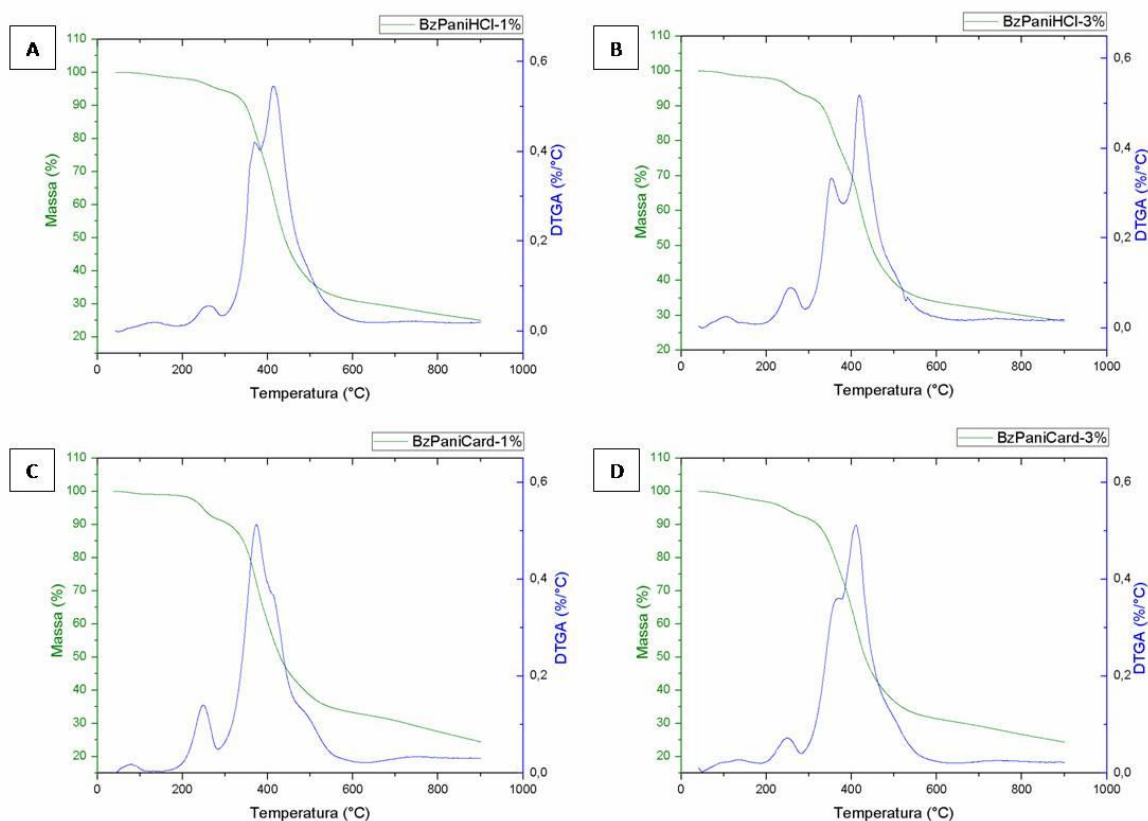 A
BzPaniHCl-1%
110
100
90
80
70
60
50
40
30
20
0,6
0,4
0,2
0,0
Massa (%)
DTGA (%/°C)
0 200 400 600 800 1000
Temperatura (°C)
B
BzPaniHCl-3%
110
100
90
80
70
60
50
40
30
20
0,6
0,4
0,2
0,0
Massa (%)
DTGA (%/°C)
0 200 400 600 800 1000
Temperatura (°C)
C
BzPaniCard-1%
110
100
90
80
70
60
50
40
30
20
0,6
0,4
0,2
0,0
Massa (%)
DTGA (%/°C)
0 200 400 600 800 1000
Temperatura (°C)
D
BzPaniCard-3%
110
100
90
80
70
60
50
40
30
20
0,6
0,4
0,2
0,0
Massa (%)
DTGA (%/°C)
0 200 400 600 800 1000
Temperatura (°C)